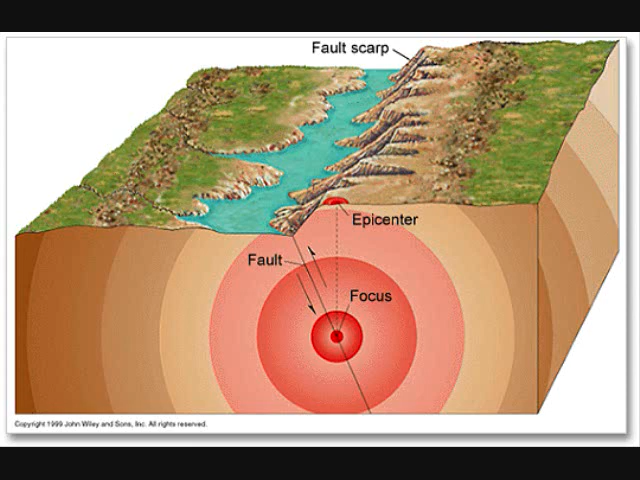 Fault scarp
Epicenter
Fault
Focus
Copyright 1999 John Wiley and Sons, Inc. All rights reserved.